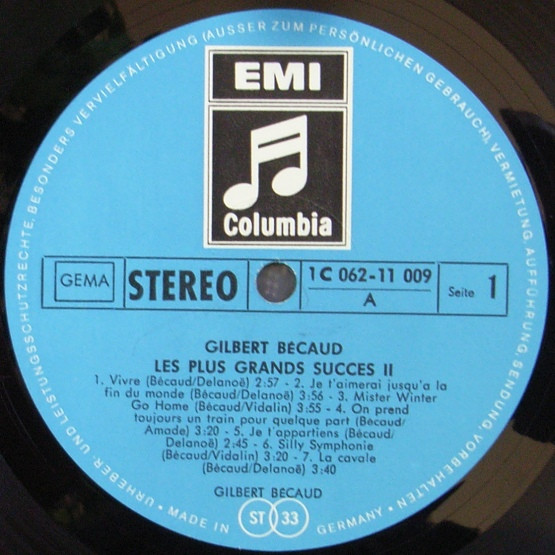 URHEBER- UND LEISTUNGSSCHUTZRECHTE, BESONDERS VERVIELFÄLTIGUNG (AUSSER ZUM PERSÖNLICHEN GEBRAUCH), VERMIETUNG, AUFFÜHRUNG, SENDUNG VORBEHALTEN
EMI
Columbia
GEMA
STEREO
1C 062-11 009
A
Seite 1
GILBERT BÉCAUD
LES PLUS GRANDS SUCCES II
1. Vivre (Bécaud/Delanoë) 2:57 - 2. Je t'aimerai jusqu'a la
fin du monde (Bécaud/Delanoë) 3:56 - 3. Mister Winter
Go Home (Bécaud/Vidalin) 3:55 - 4. On prend
toujours un train pour quelque part (Bécaud/
Amade) 3:20 - 5. Je t'appartiens (Bécaud/
Delanoë) 2:45 - 6. Silly Symphonie
(Bécaud/Vidalin) 3:20 - 7. La cavale
(Bécaud/Delanoë) 3:40
GILBERT BÉCAUD
ST 33
• MADE IN GERMANY •